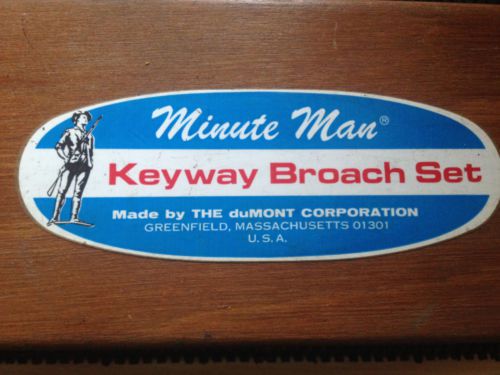 Minute Man®
Keyway Broach Set
Made by THE duMONT CORPORATION
GREENFIELD, MASSACHUSETTS 01301
U.S.A.